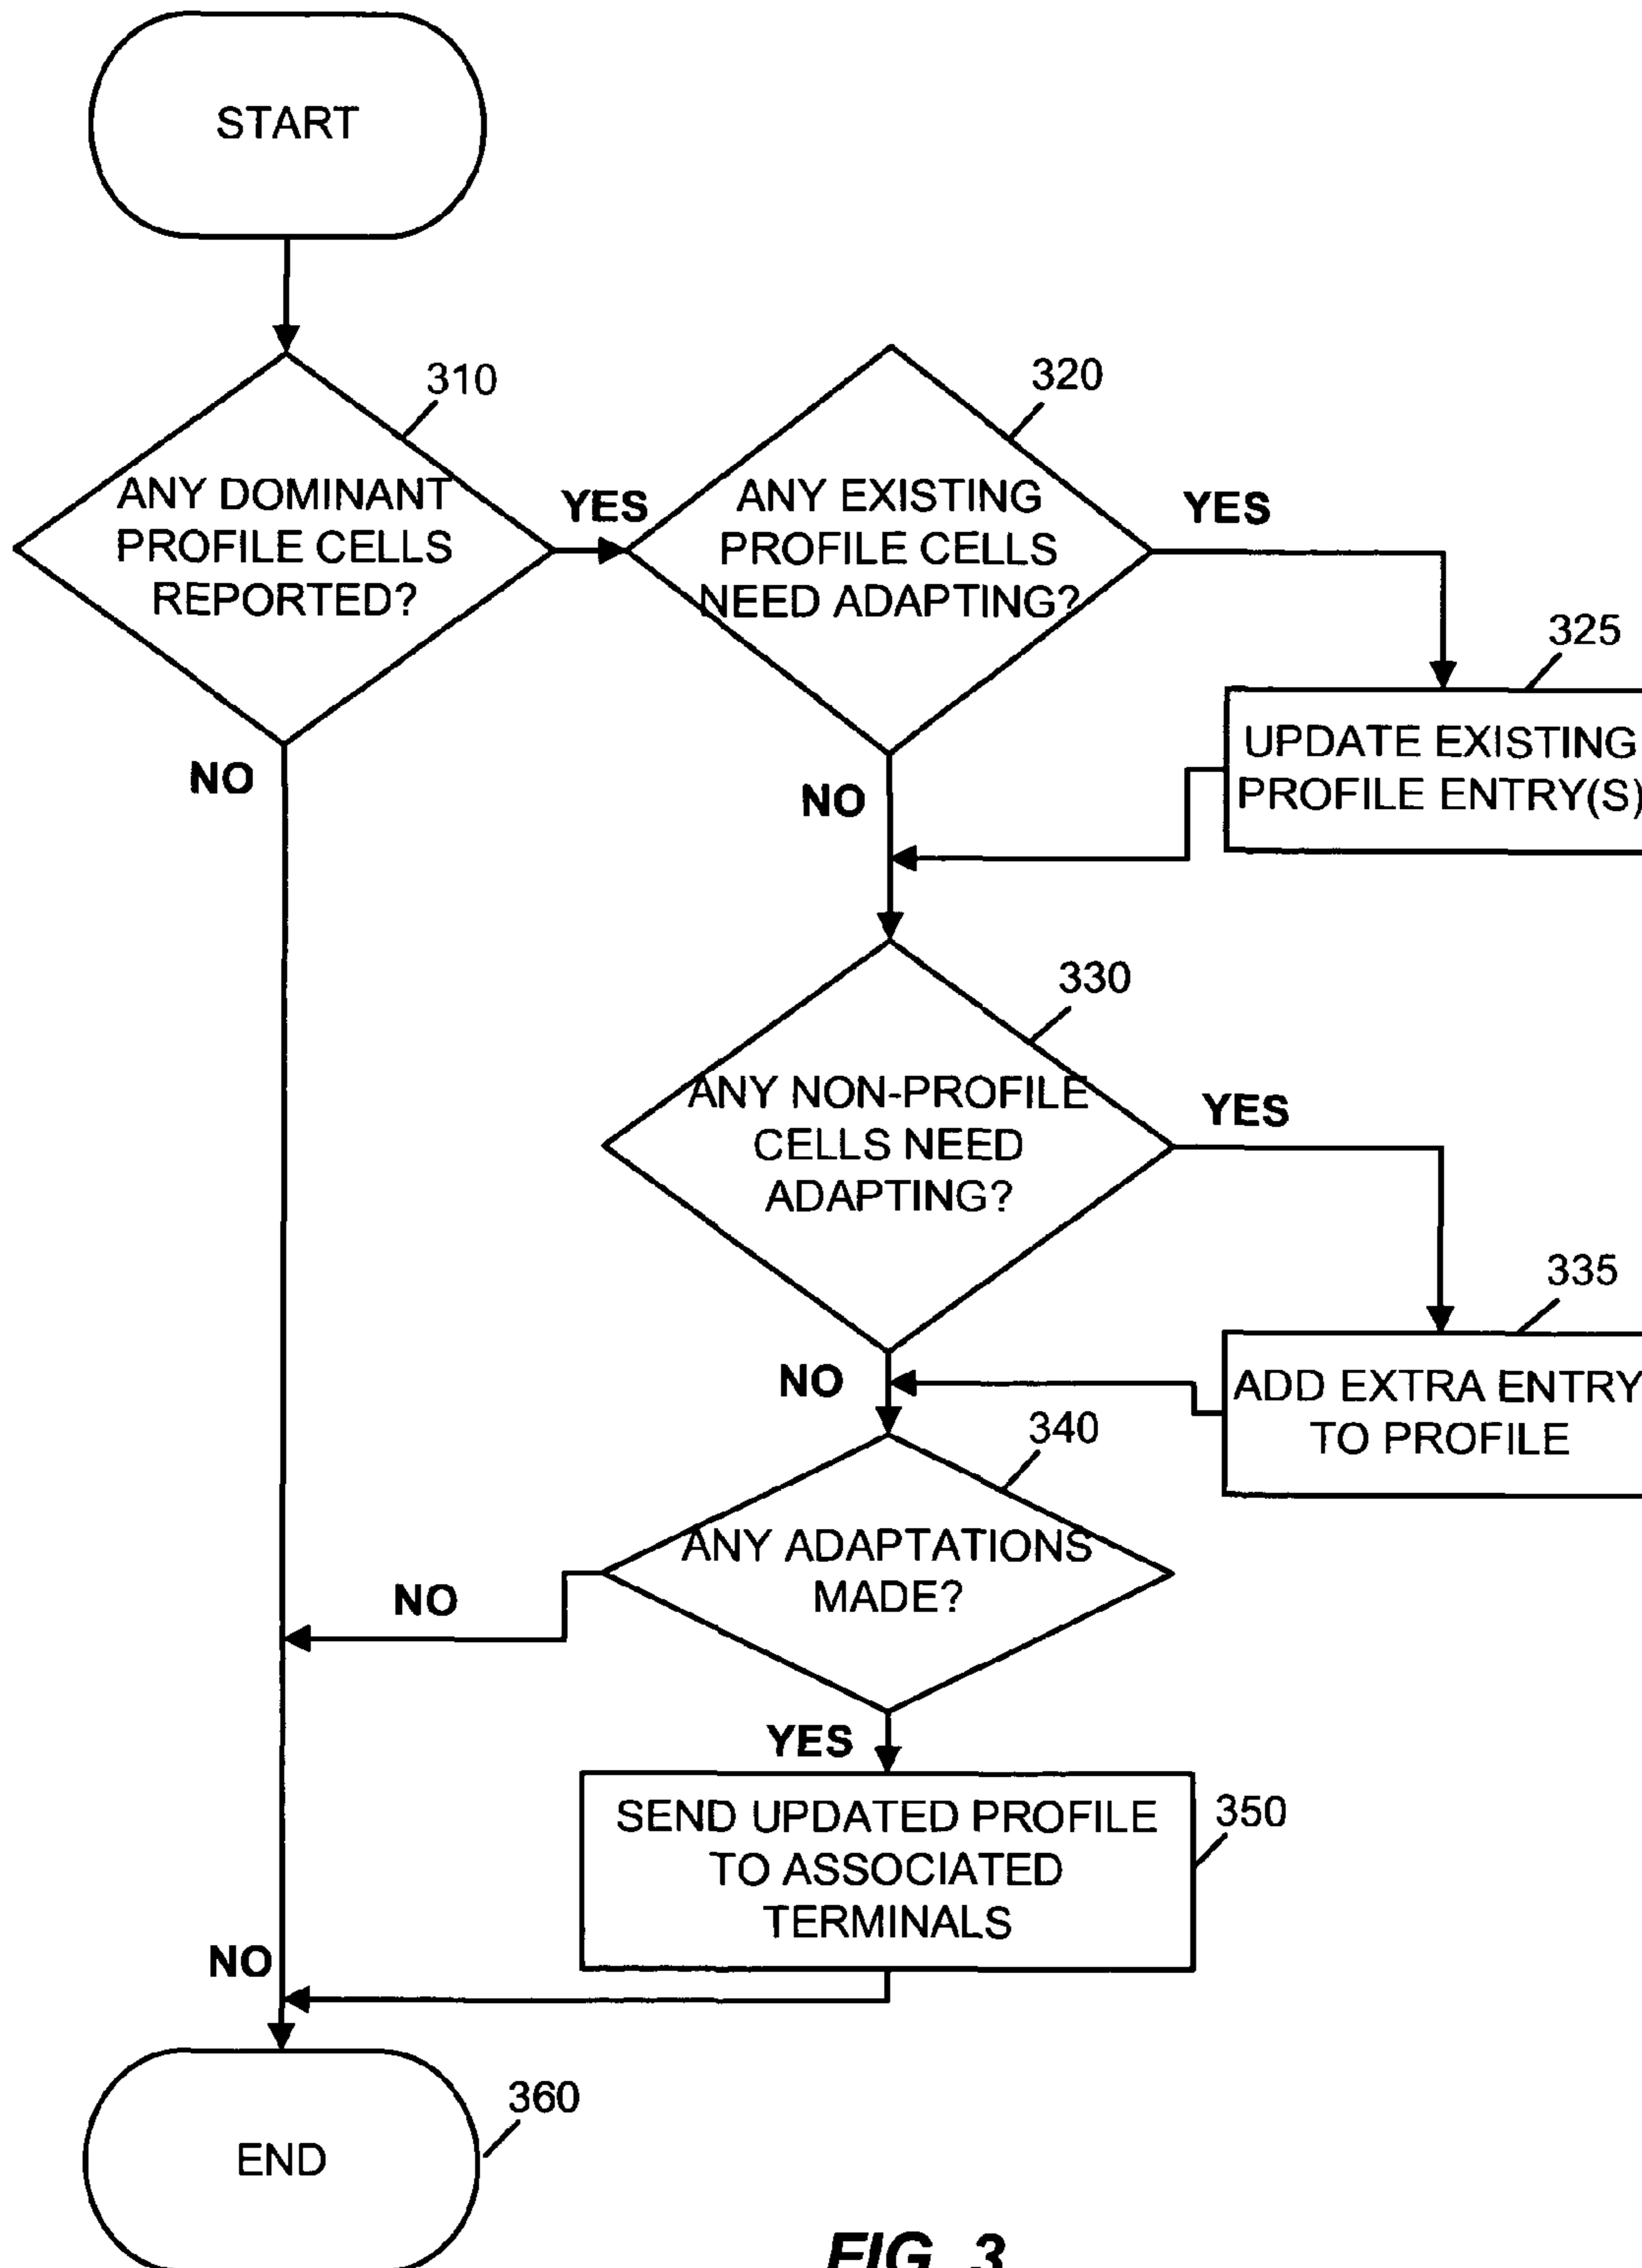 START
310
ANY DOMINANT
PROFILE CELLS
REPORTED?
YES
NO
320
ANY EXISTING
PROFILE CELLS
NEED ADAPTING?
YES
NO
325
UPDATE EXISTING
PROFILE ENTRY(S)
330
ANY NON-PROFILE
CELLS NEED
ADAPTING?
YES
NO
335
ADD EXTRA ENTRY
TO PROFILE
340
ANY ADAPTATIONS
MADE?
NO
YES
350
SEND UPDATED PROFILE
TO ASSOCIATED
TERMINALS
NO
360
END
FIG. 3